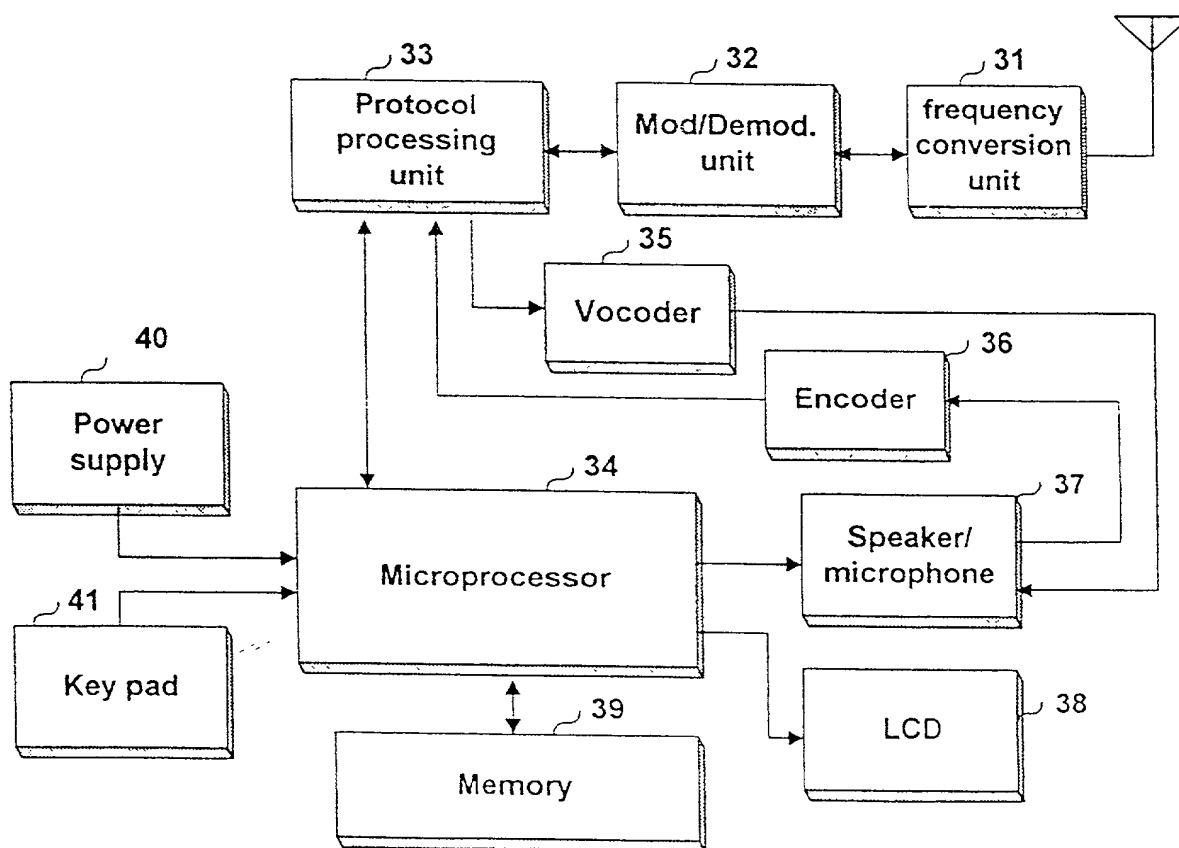 33
Protocol
processing
unit
32
Mod/Demod.
unit
31
frequency
conversion
unit
35
Vocoder
36
Encoder
40
Power
supply
34
Microprocessor
37
Speaker/
microphone
41
Key pad
39
Memory
38
LCD